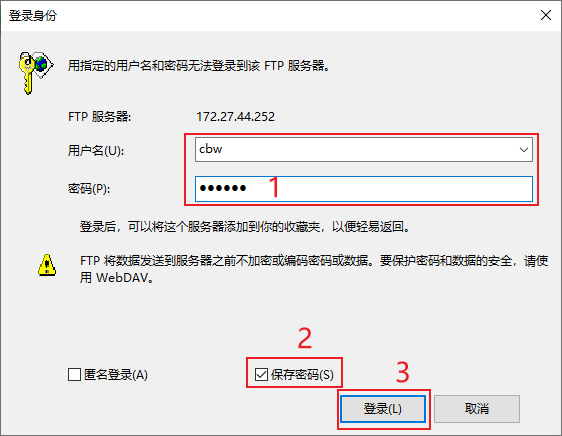 登录身份
用指定的用户名和密码无法登录到该 FTP 服务器。
FTP 服务器: 172.27.44.252
用户名(U): cbw
密码(P): ●●●●●● 1
登录后，可以将这个服务器添加到你的收藏夹，以便轻易返回。
FTP 将数据发送到服务器之前不加密或编码密码或数据。要保护密码和数据的安全，请使
用 WebDAV。
2
匿名登录(A) 保存密码(S)
3
登录(L) 取消